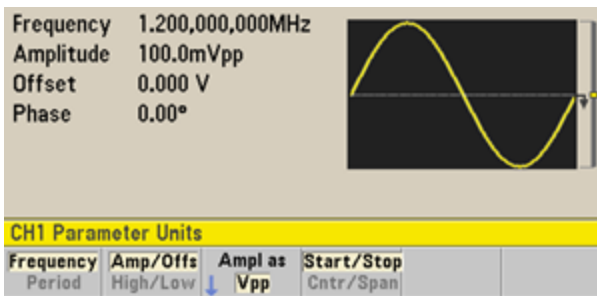 Frequency 1.200,000,000MHz
Amplitude 100.0mVpp
Offset 0.000 V
Phase 0.00°
CH1 Parameter Units
Frequency Amp/Offs Ampl as Start/Stop
Period High/Low Vpp Cntr/Span